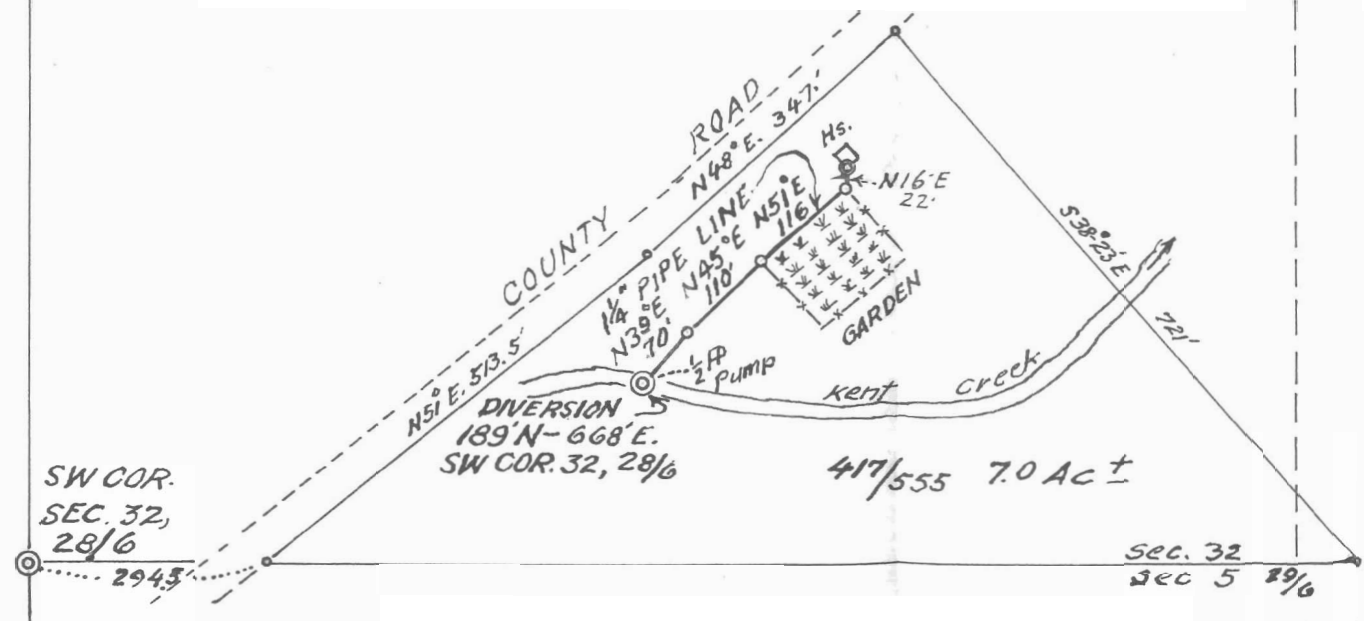 COUNTY ROAD
N51°E. 513.5'
N48°E. 347.'
1¼" PIPE LINE
N39°E
70'
N45°E
110'
N51°E
116'
Hs.
N16°E
22'
GARDEN
S38°23'E
721'
½ HP
Pump
Kent Creek
DIVERSION
189'N-668'E.
SW COR. 32, 28/6
417/555 7.0 Ac ±
SW COR.
SEC. 32,
28/6
294.5
Sec. 32
Sec 5 29/6